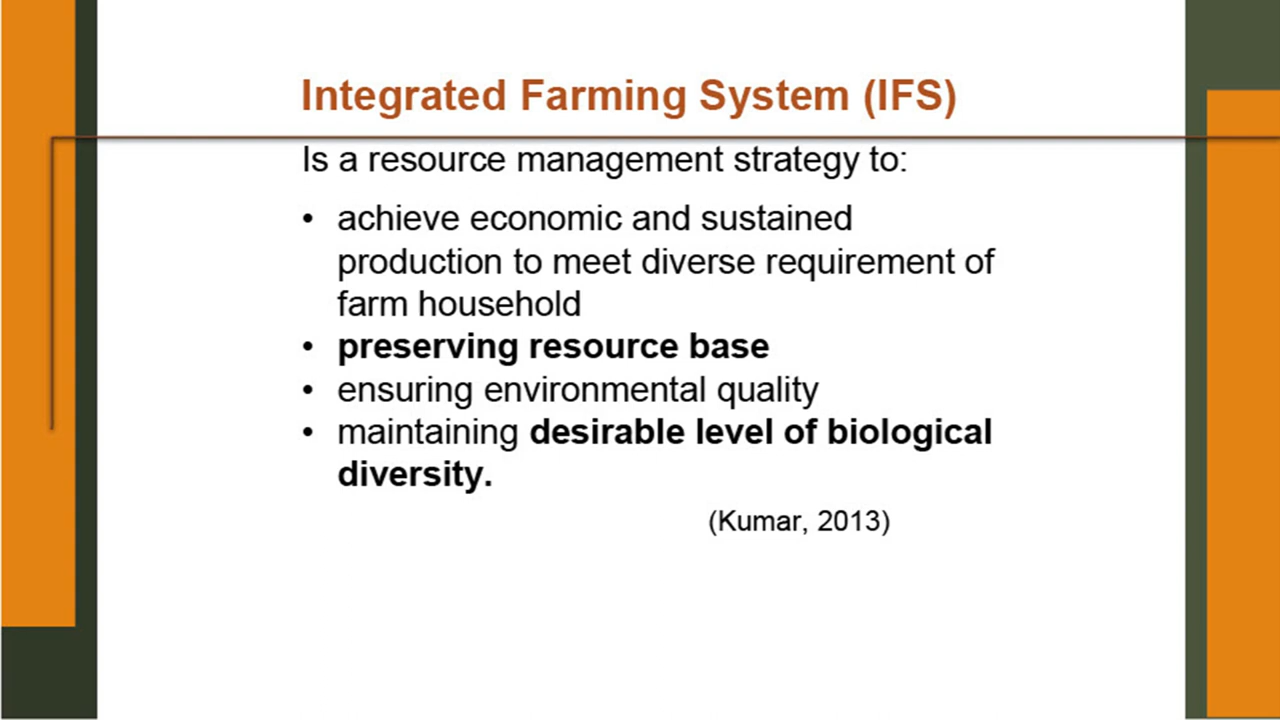 Integrated Farming System (IFS)
Is a resource management strategy to:
• achieve economic and sustained
production to meet diverse requirement of
farm household
• preserving resource base
• ensuring environmental quality
• maintaining desirable level of biological
diversity.
(Kumar, 2013)